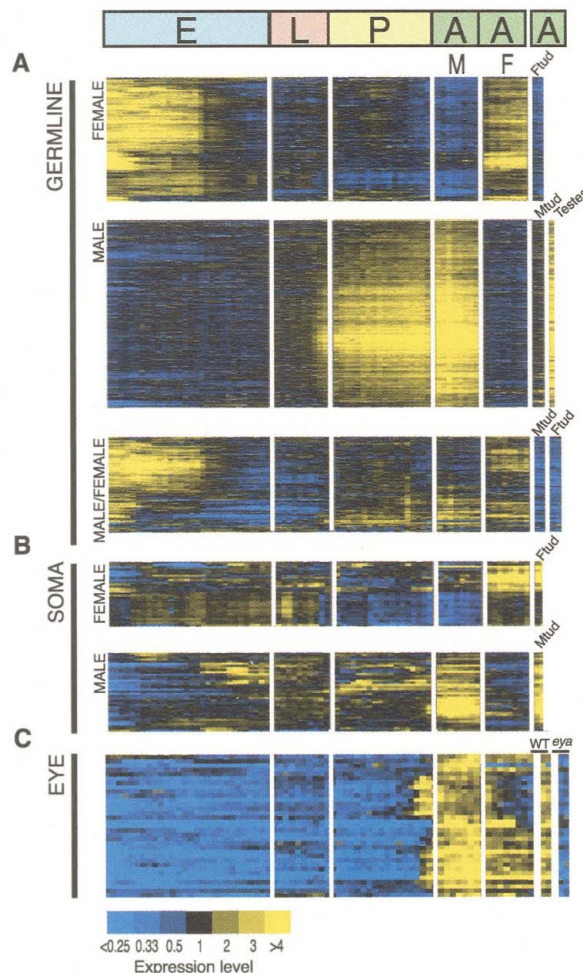 E L P A A A
M F
A
GERMLINE
FEMALE
Ftud
MALE
Mtud Testes
MALE/FEMALE
Mtud Ftud
B
SOMA
FEMALE
Ftud
MALE
Mtud
C
EYE
WT eya
<0.25 0.33 0.5 1 2 3 >4
Expression level